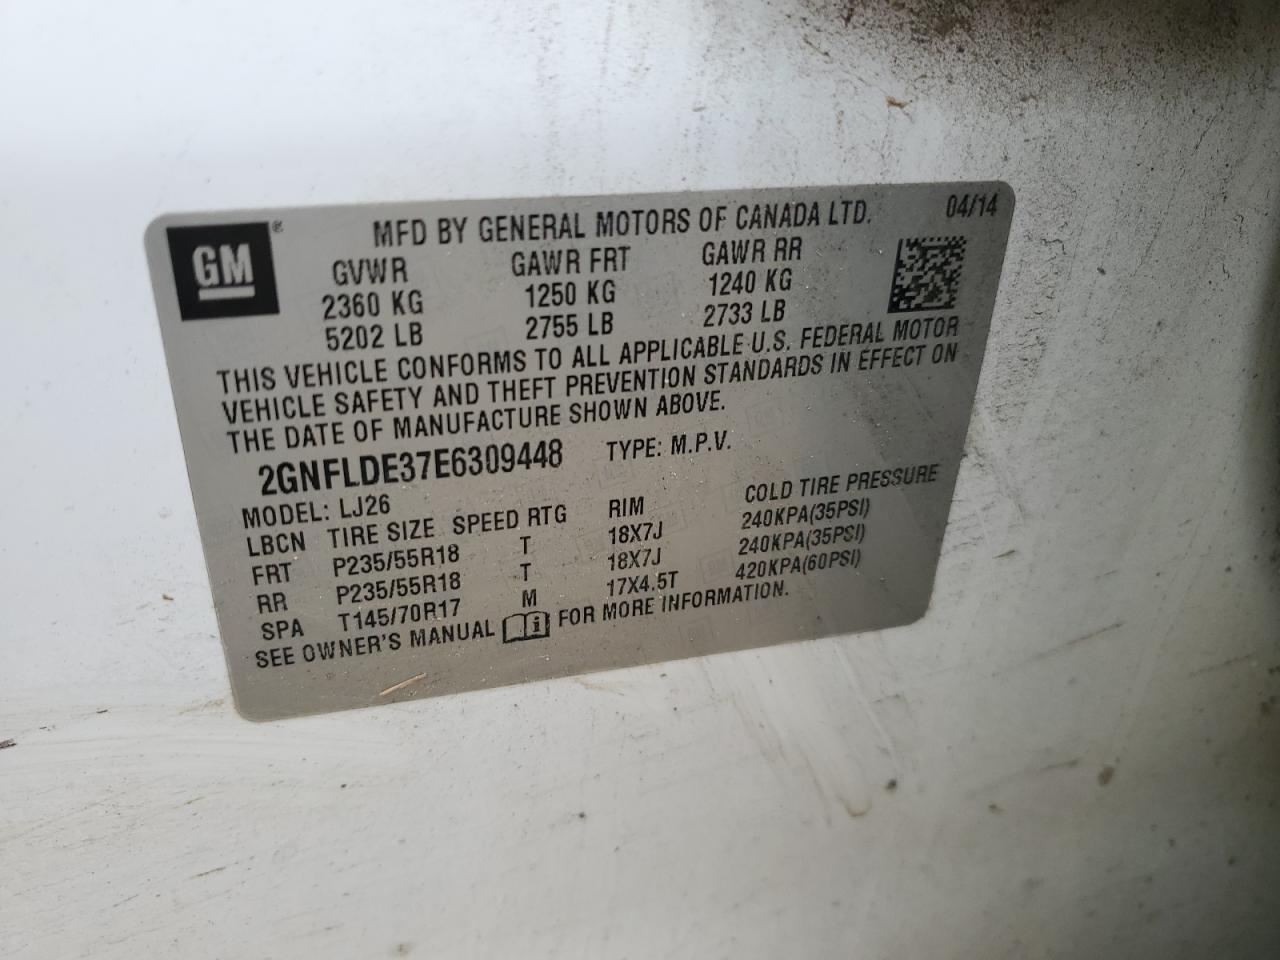 GM® MFD BY GENERAL MOTORS OF CANADA LTD. 04/14
GVWR GAWR FRT GAWR RR
2360 KG 1250 KG 1240 KG
5202 LB 2755 LB 2733 LB
THIS VEHICLE CONFORMS TO ALL APPLICABLE U.S. FEDERAL MOTOR
VEHICLE SAFETY AND THEFT PREVENTION STANDARDS IN EFFECT ON
THE DATE OF MANUFACTURE SHOWN ABOVE.
2GNFLDE37E6309448 TYPE: M.P.V.
MODEL: LJ26
LBCN TIRE SIZE SPEED RTG RIM COLD TIRE PRESSURE
FRT P235/55R18 T 18X7J 240KPA(35PSI)
RR P235/55R18 T 18X7J 240KPA(35PSI)
SPA T145/70R17 M 17X4.5T 420KPA(60PSI)
SEE OWNER'S MANUAL i FOR MORE INFORMATION.